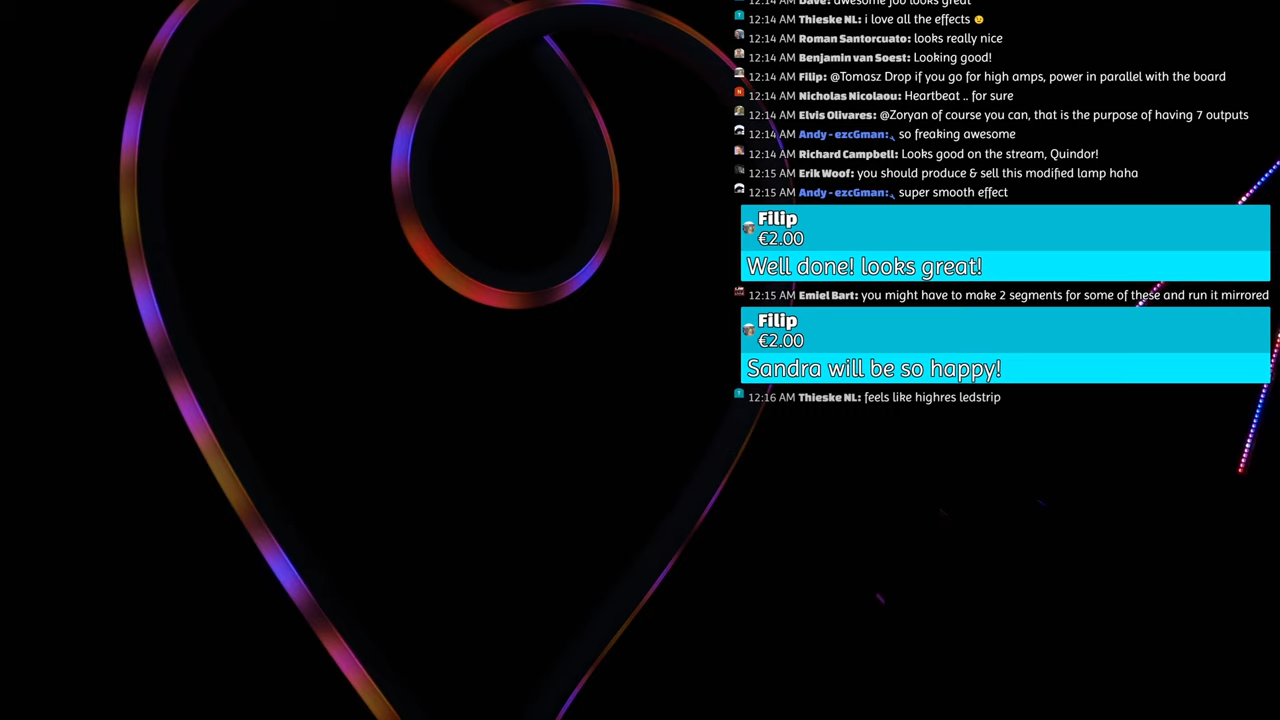 12:14 AM Dave: awesome joo looks great
12:14 AM Thieske NL: i love all the effects 😉
12:14 AM Roman Santorcuato: looks really nice
12:14 AM Benjamin van Soest: Looking good!
12:14 AM Filip: @Tomasz Drop if you go for high amps, power in parallel with the board
N
12:14 AM Nicholas Nicolaou: Heartbeat .. for sure
12:14 AM Elvis Olivares: @Zoryan of course you can, that is the purpose of having 7 outputs
12:14 AM Andy - ezcGman: so freaking awesome
12:14 AM Richard Campbell: Looks good on the stream, Quindor!
12:15 AM Erik Woof: you should produce & sell this modified lamp haha
12:15 AM Andy - ezcGman: super smooth effect
Filip
€2.00
Well done! looks great!
12:15 AM Emiel Bart: you might have to make 2 segments for some of these and run it mirrored
Filip
€2.00
Sandra will be so happy!
12:16 AM Thieske NL: feels like highres ledstrip